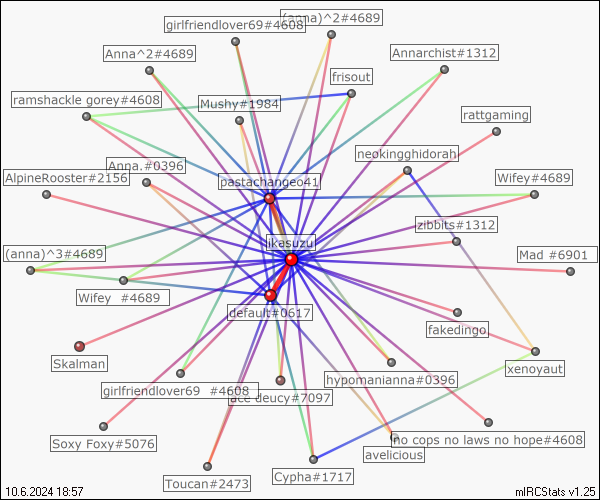 (anna)^2#4689
girlfriendlover69#4608
Anna^2#4689
Annarchist#1312
frisout
ramshackle gorey#4608
Mushy#1984
rattgaming
neokingghidorah
Anna.#0396
AlpineRooster#2156
pastachangeo41
Wifey#4689
zibbits#1312
likasuzu
(anna)^3#4689
Mad #6901
Wifey #4689
default#0617
fakedingo.
Skalman
xenoyaut
hypomanianna#0396
girlfriendlover69 #4608
ace deucy#7097
Soxy Foxy#5076
no cops no laws no hope#4608
avelicious
Toucan#2473
Cypha#1717
10.6.2024 18:57
mIRCStats v1.25